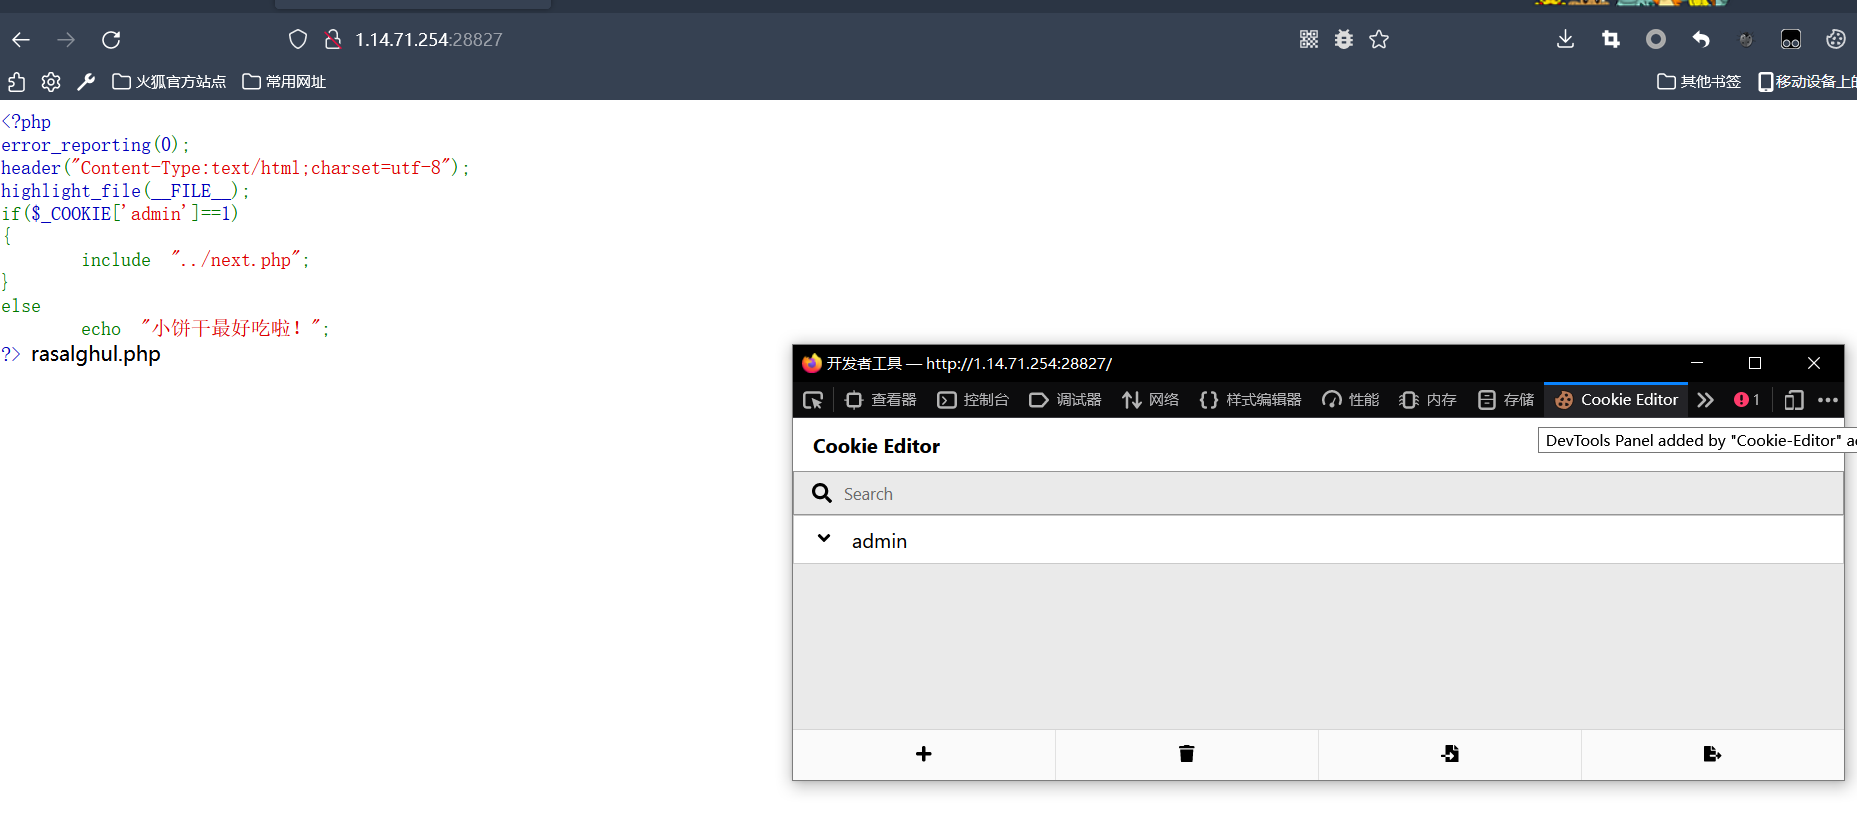 1.14.71.254:28827
火狐官方站点 常用网址 其他书签 移动设备上的
<?php
error_reporting(0);
header("Content-Type:text/html;charset=utf-8");
highlight_file(__FILE__);
if($_COOKIE['admin']==1)
{
include "../next.php";
}
else
echo "小饼干最好吃啦！";
?> rasalghul.php
开发者工具 — http://1.14.71.254:28827/
查看器 控制台 调试器 网络 样式编辑器 性能 内存 存储 Cookie Editor 1
Cookie Editor
DevTools Panel added by "Cookie-Editor"
Search
admin